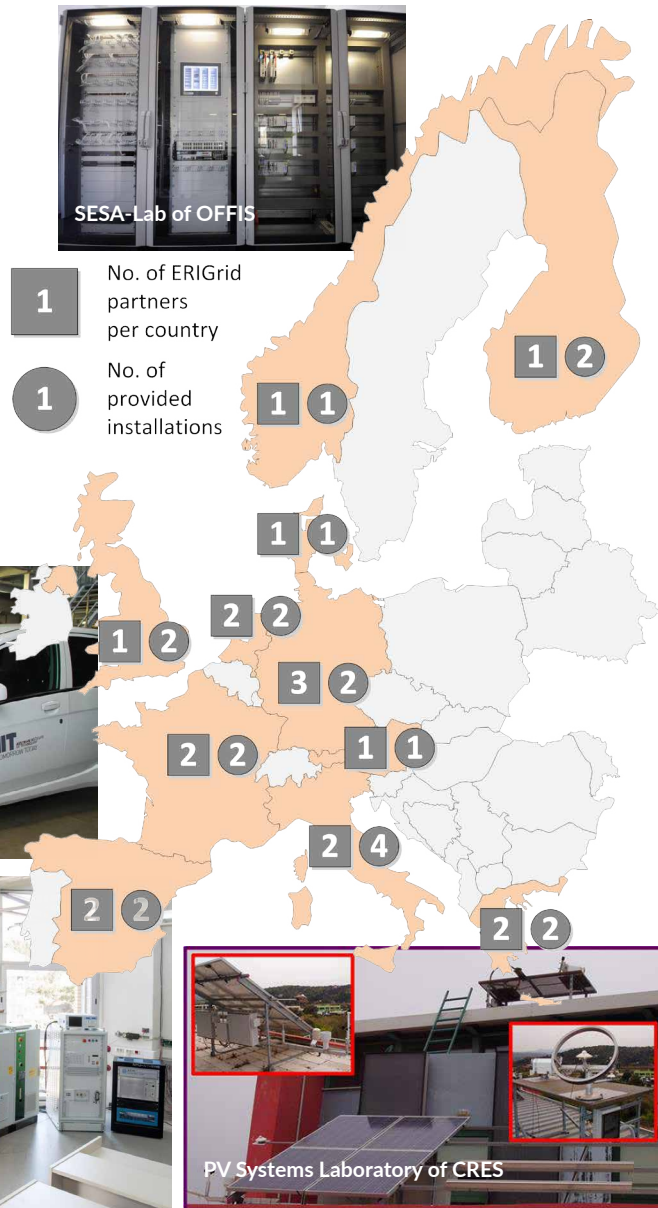 SESA-Lab of OFFIS
1
No. of ERIGrid
partners
per country
1
No. of
provided
installations
1 2
1 1
1 1
2 2
1 2
3 2
2 2
1 1
2 4
2 2
2 2
PV Systems Laboratory of CRES